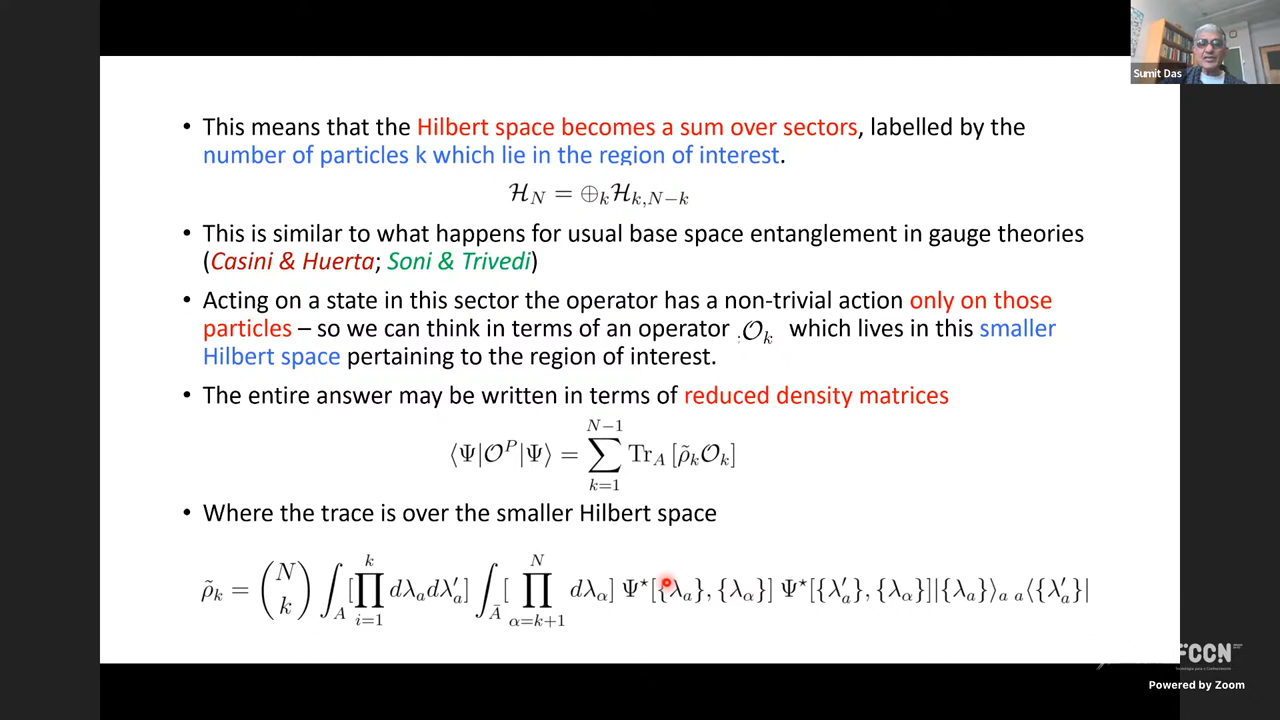 Sumit Das
• This means that the Hilbert space becomes a sum over sectors, labelled by the
number of particles k which lie in the region of interest.
ℋ_N = ⊕_k ℋ_{k,N−k}
• This is similar to what happens for usual base space entanglement in gauge theories
(Casini & Huerta; Soni & Trivedi)
• Acting on a state in this sector the operator has a non-trivial action only on those
particles – so we can think in terms of an operator 𝒪_k which lives in this smaller
Hilbert space pertaining to the region of interest.
• The entire answer may be written in terms of reduced density matrices
⟨Ψ|𝒪^P|Ψ⟩ = ∑_{k=1}^{N−1} Tr_A [ρ̃_k 𝒪_k]
• Where the trace is over the smaller Hilbert space
ρ̃_k = (N k) ∫_A [∏_{i=1}^{k} dλ_a dλ′_a] ∫_Ā [∏_{α=k+1}^{N} dλ_α] Ψ⋆[{λ_a}, {λ_α}] Ψ⋆[{λ′_a}, {λ_α}]|{λ_a}⟩_a _a⟨{λ′_a}|
FCCN
Powered by Zoom